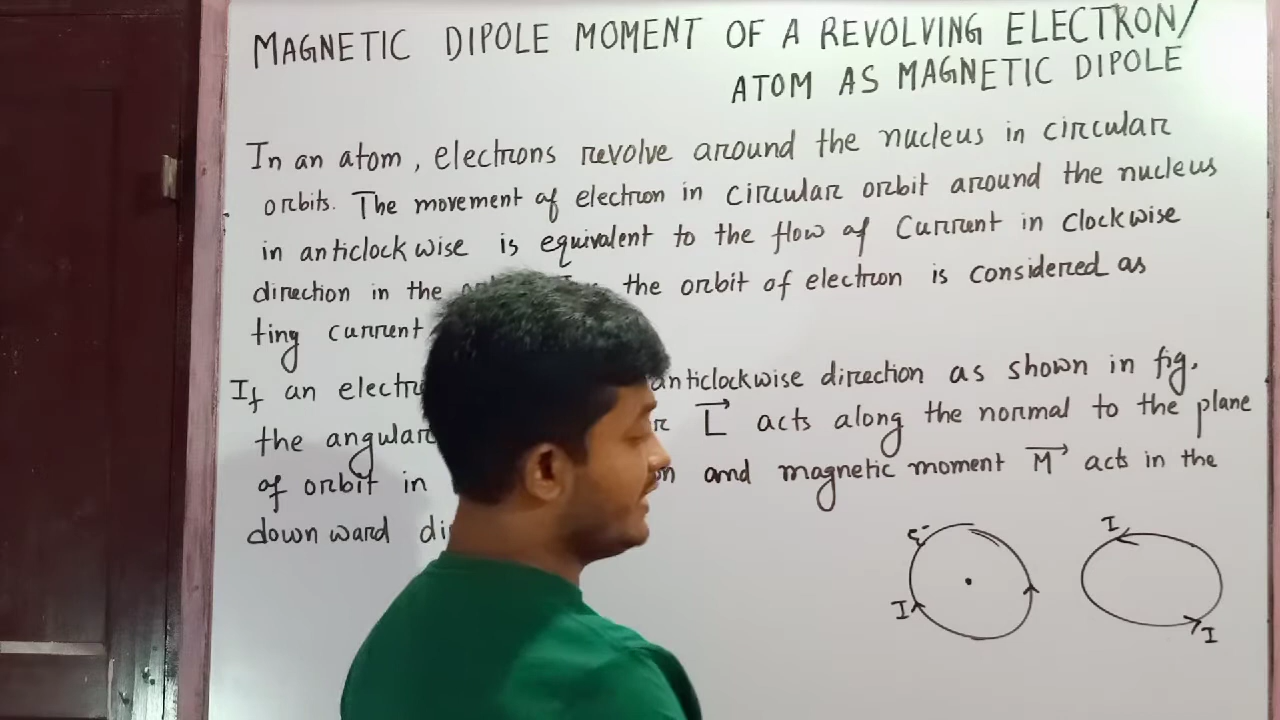 MAGNETIC DIPOLE MOMENT OF A REVOLVING ELECTRON/
ATOM AS MAGNETIC DIPOLE
In an atom, electrons revolve around the nucleus in circular
orbits. The movement of electron in circular orbit around the nucleus
in anticlockwise is equivalent to the flow of Current in clockwise
direction in the the orbit of electron is considered as
ting current
If an electr anticlockwise direction as shown in fig.
the angular L acts along the normal to the plane
of orbit in and magnetic moment M acts in the
down ward di
e- I
I I